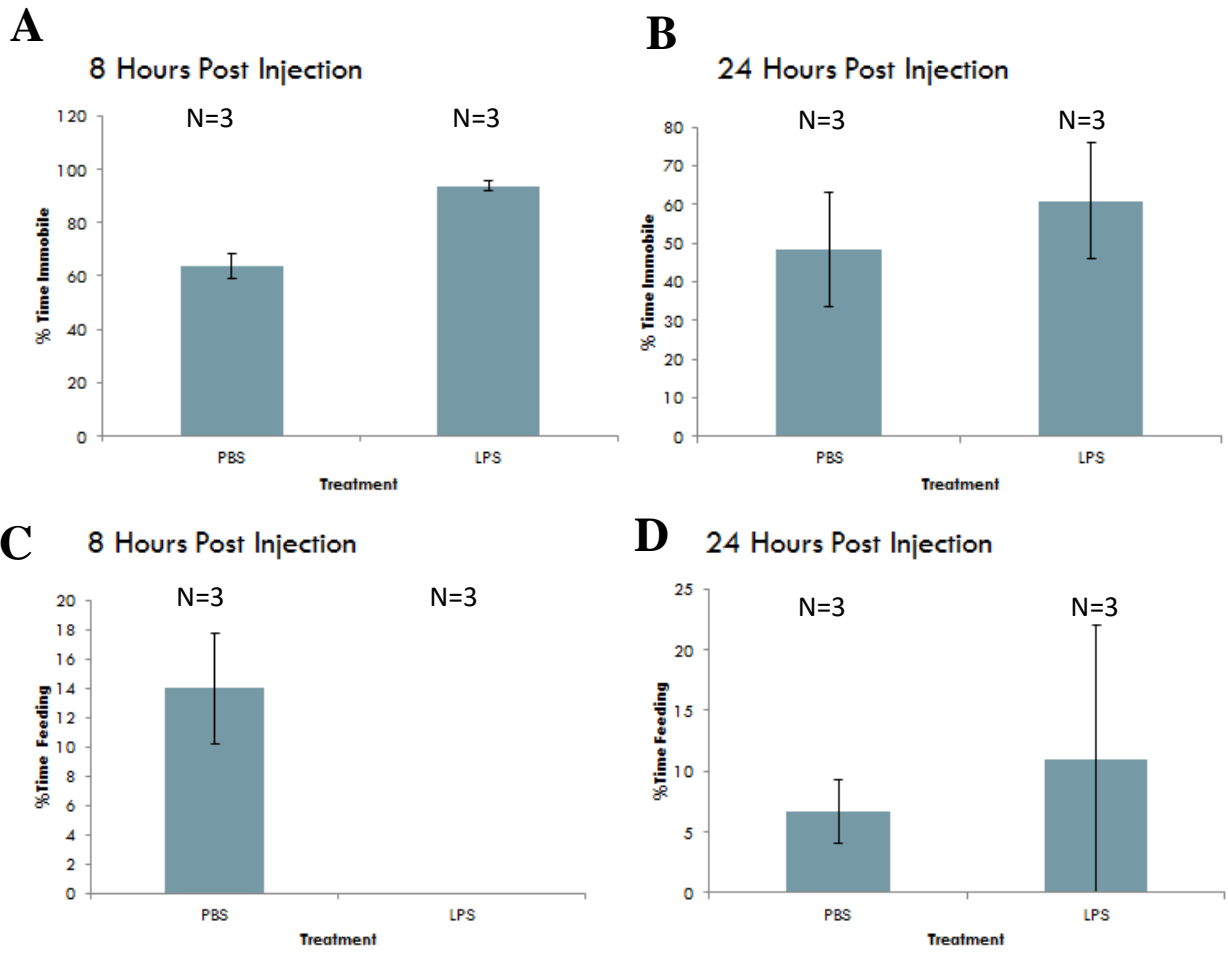 A
8 Hours Post Injection
N=3 N=3
120
100
80
60
40
20
0
% Time Immobile
PBS LPS
Treatment
B
24 Hours Post Injection
N=3 N=3
80
70
60
50
40
30
20
10
0
% Time Immobile
PBS LPS
Treatment
C
8 Hours Post Injection
N=3 N=3
20
18
16
14
12
10
8
6
4
2
0
%Time Feeding
PBS LPS
Treatment
D
24 Hours Post Injection
N=3 N=3
25
20
15
10
5
0
%Time Feeding
PBS LPS
Treatment